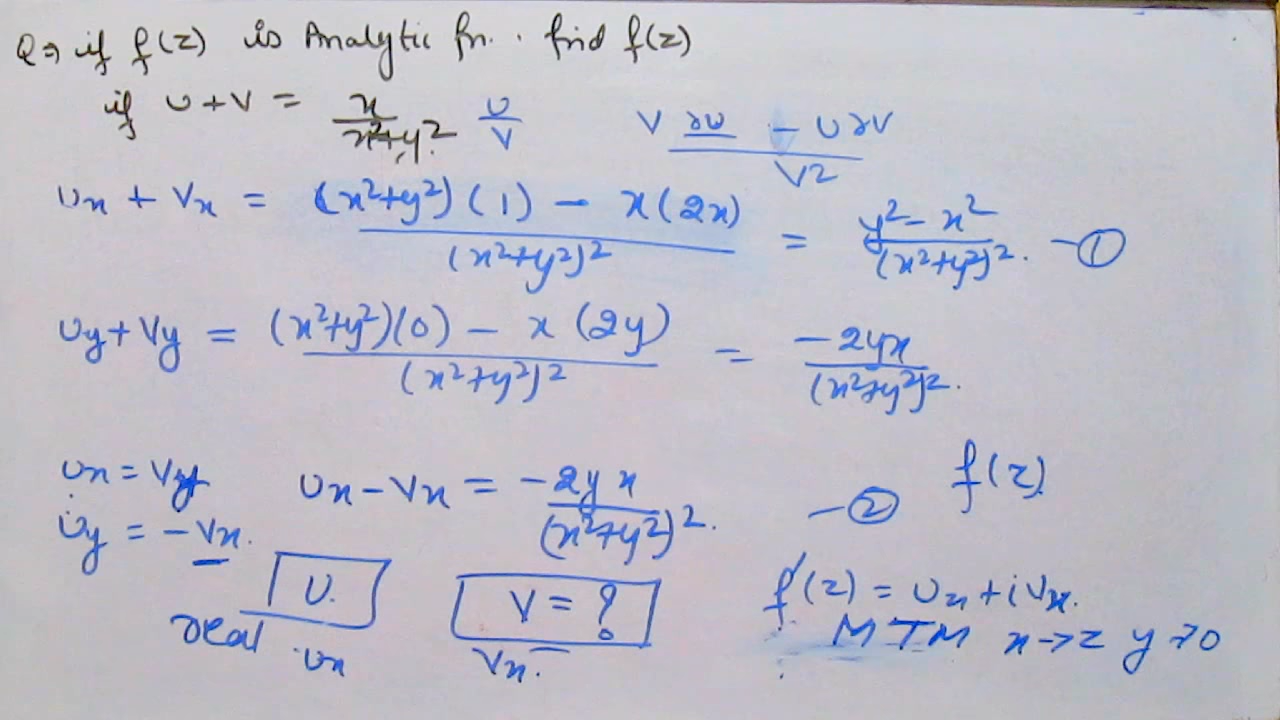 Q⇒ if f(z) is Analytic fn. . find f(z)
if u+v = x/(x²+y²) u/v (v ∂u - u∂v)/v²
ux + vx = ((x²+y²)(1) - x(2x))/(x²+y²)² = (y²-x²)/(x²+y²)². -①
uy + vy = ((x²+y²)(0) - x(2y))/(x²+y²)² = -2yx/(x²+y²)².
ux = vy ux - vx = -2yx/(x²+y²)². -② f(z)
uy = -vx.
u. v = ? f'(z) = ux + ivx.
real ux vx. MTM x→z y→0